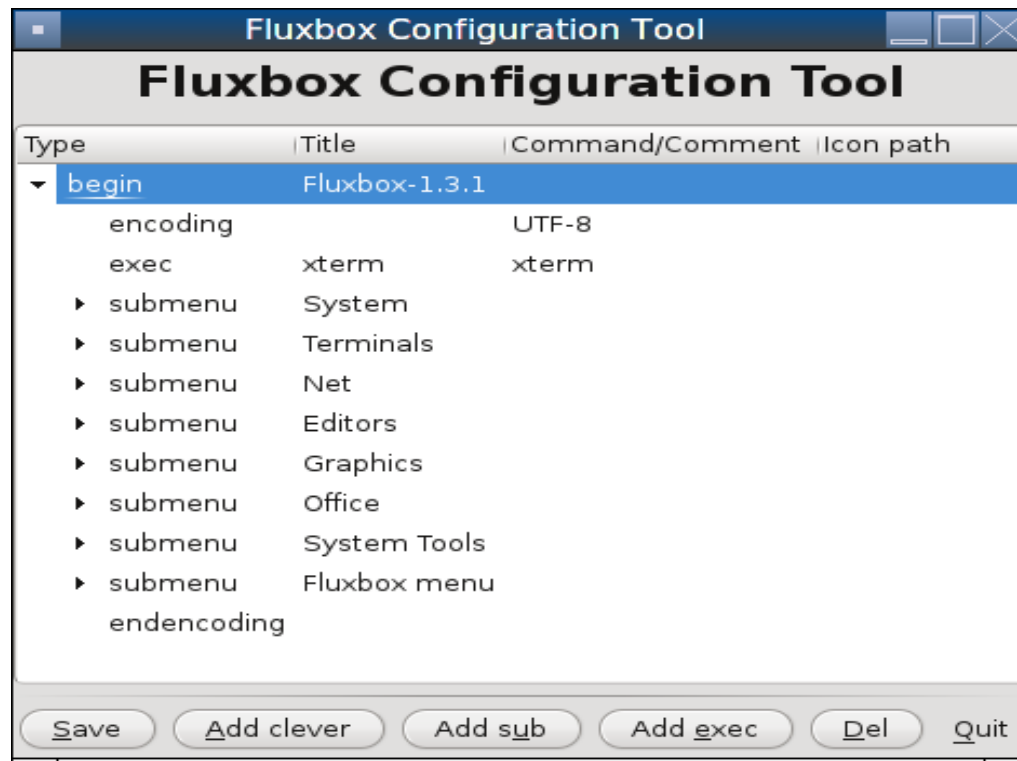 Fluxbox Configuration Tool
Fluxbox Configuration Tool
Type Title Command/Comment Icon path
begin Fluxbox-1.3.1
encoding UTF-8
exec xterm xterm
submenu System
submenu Terminals
submenu Net
submenu Editors
submenu Graphics
submenu Office
submenu System Tools
submenu Fluxbox menu
endencoding
Save Add clever Add sub Add exec Del Quit